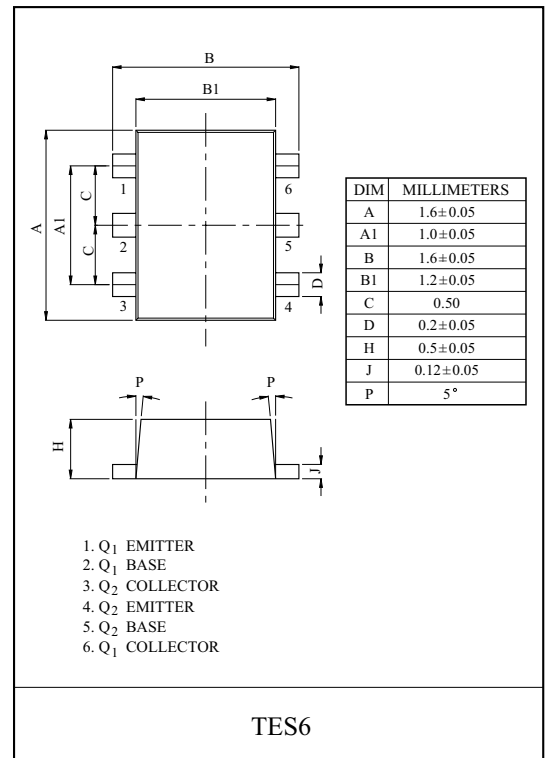 B
B1
A
A1
C
C
D
1
2
3
6
5
4
DIM MILLIMETERS
A 1.6±0.05
A1 1.0±0.05
B 1.6±0.05
B1 1.2±0.05
C 0.50
D 0.2±0.05
H 0.5±0.05
J 0.12±0.05
P 5°
P
P
H
J
1. Q1 EMITTER
2. Q1 BASE
3. Q2 COLLECTOR
4. Q2 EMITTER
5. Q2 BASE
6. Q1 COLLECTOR
TES6